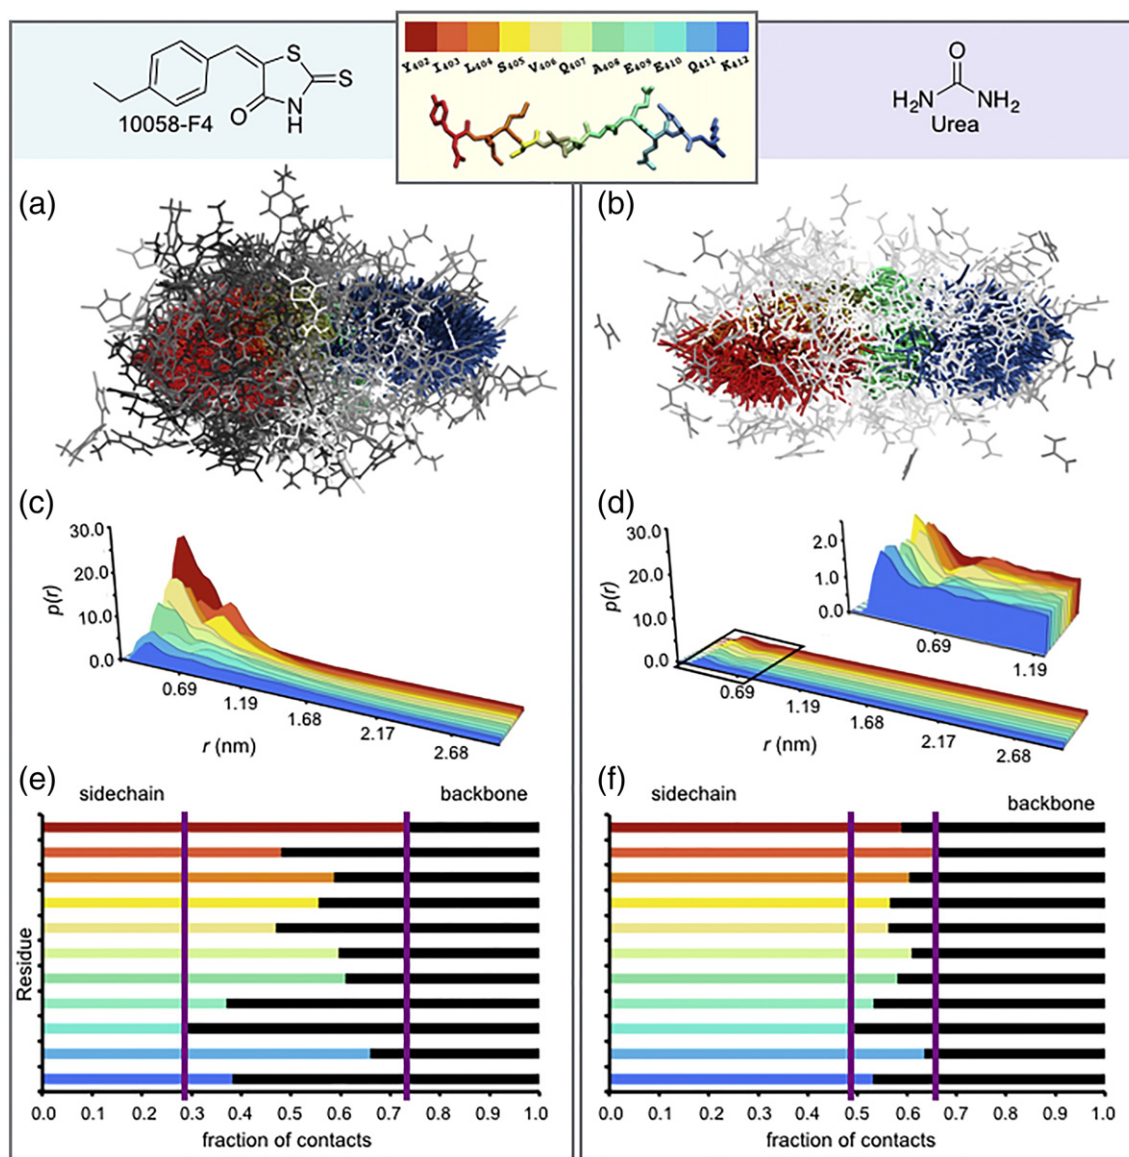 S
S
O
NH
10058-F4
Y402 I403 L404 S405 V406 Q407 A408 E409 E410 Q411 K412
O
H2N NH2
Urea
(a)
(b)
(c)
30.0
20.0
10.0
0.0
p(r)
0.69
1.19
1.68
2.17
2.68
r (nm)
(d)
30.0
20.0
10.0
0.0
p(r)
2.0
1.0
0.0
0.69
1.19
0.69
1.19
1.68
2.17
2.68
r (nm)
(e)
sidechain backbone
Residue
0.0 0.1 0.2 0.3 0.4 0.5 0.6 0.7 0.8 0.9 1.0
fraction of contacts
(f)
sidechain backbone
0.0 0.1 0.2 0.3 0.4 0.5 0.6 0.7 0.8 0.9 1.0
fraction of contacts